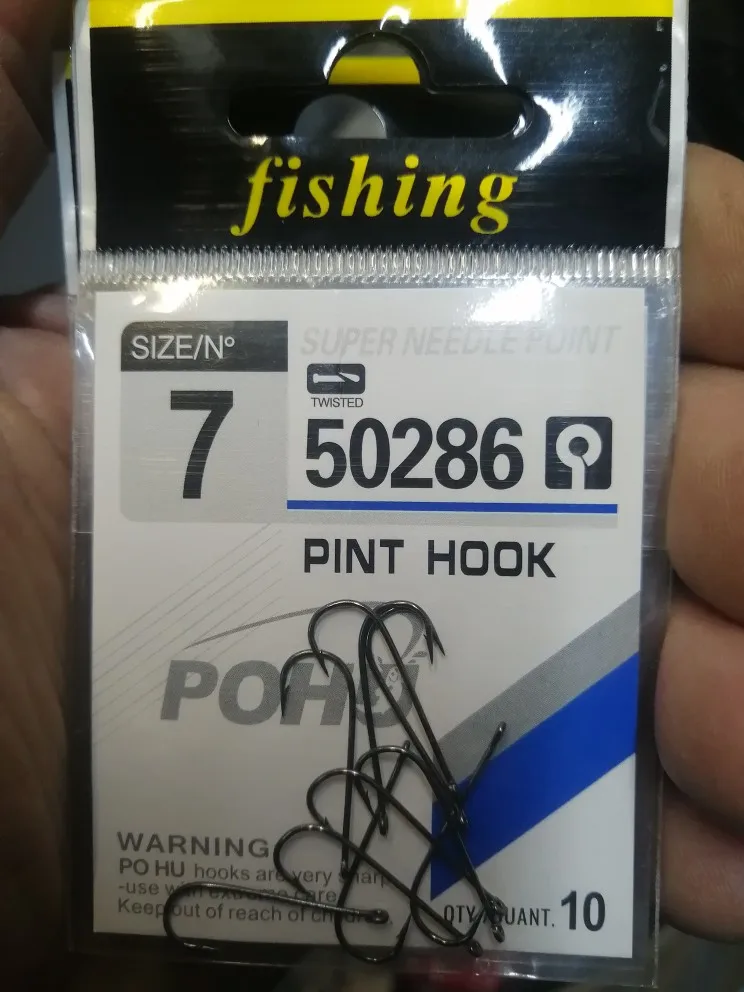 fishing
SIZE/Nº
7
SUPER NEEDLE POINT
TWISTED
50286
PINT HOOK
POHU
WARNING
PO HU hooks are very sharp
-use with extreme care
Keep out of reach of
QTY./QUANT. 10